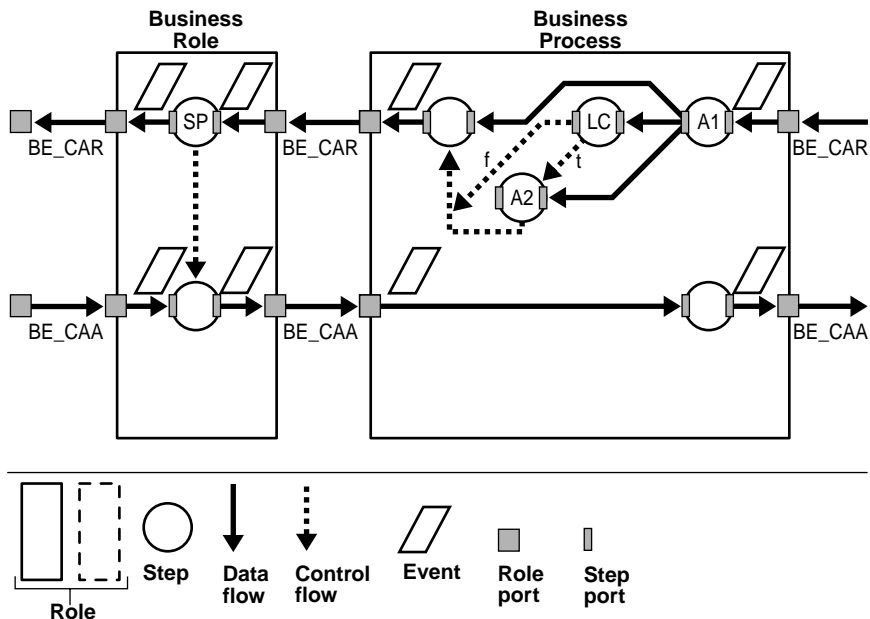 Business
Role
Business
Process
SP
LC
A1
BE_CAR
BE_CAR
BE_CAR
f
t
A2
BE_CAA
BE_CAA
BE_CAA
Role
Step
Data
flow
Control
flow
Event
Role
port
Step
port